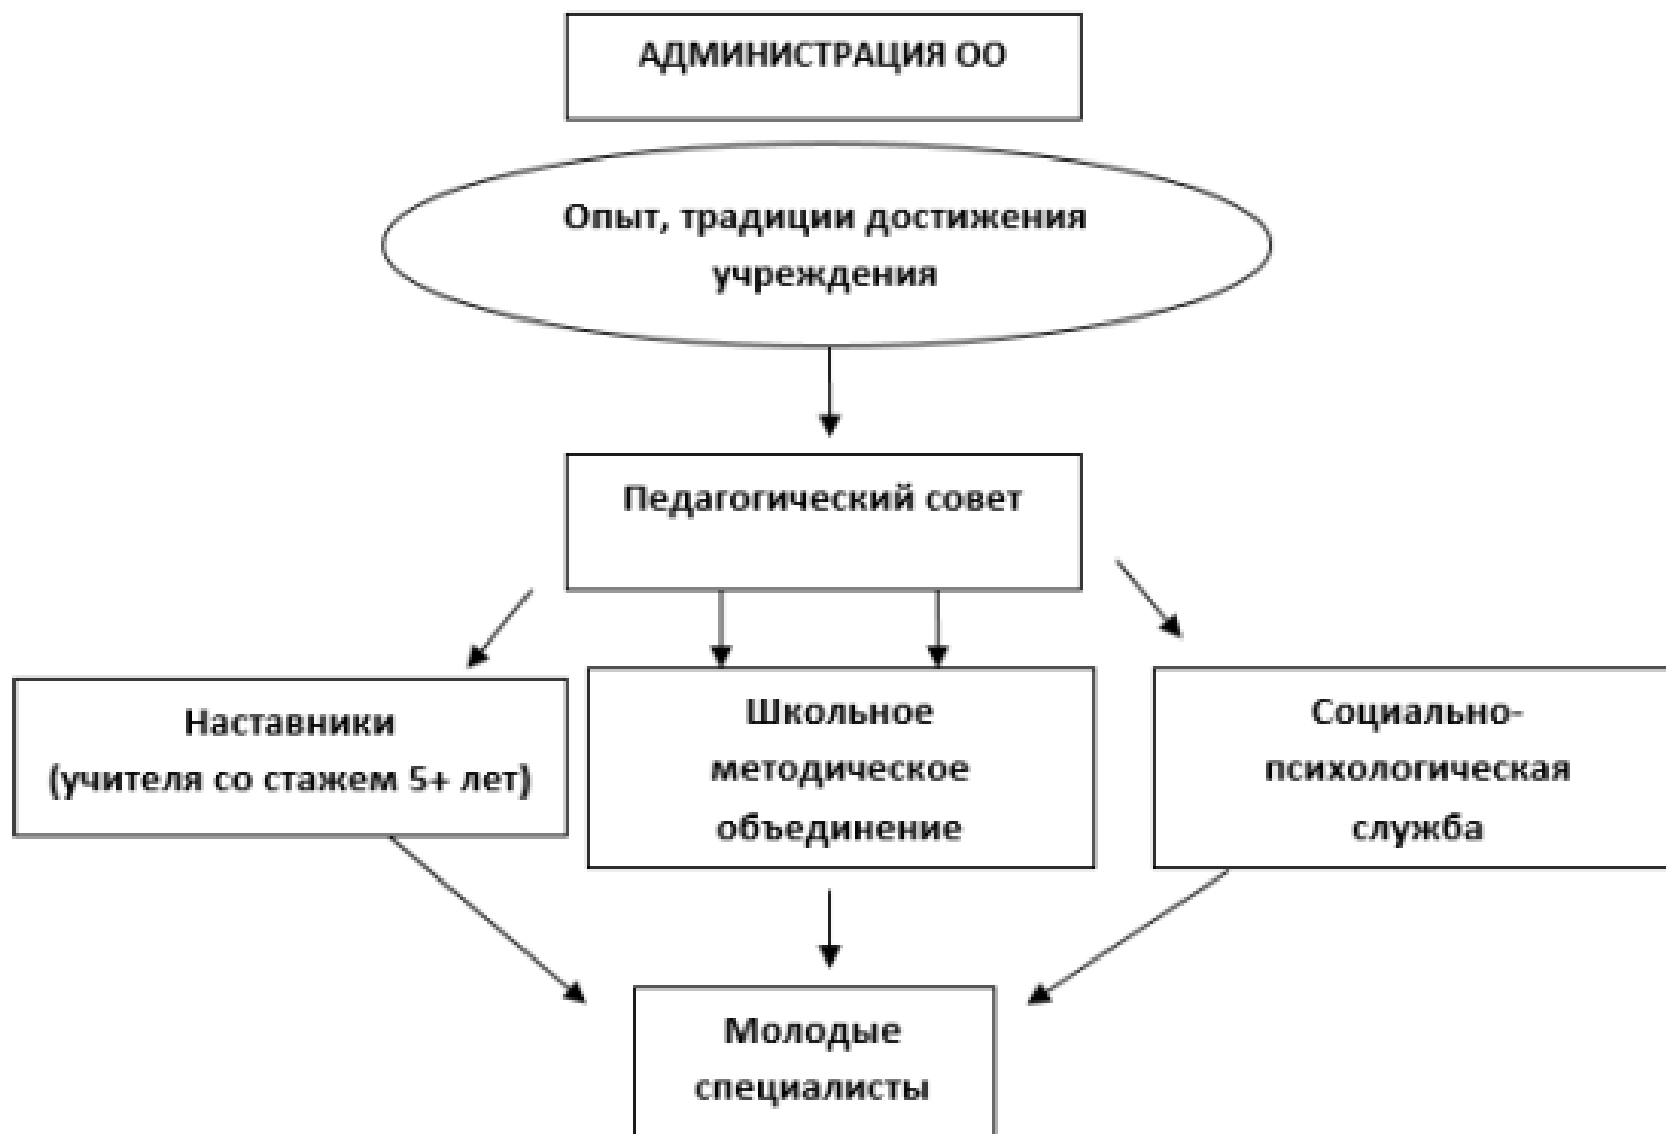 АДМИНИСТРАЦИЯ ОО
Опыт, традиции достижения
учреждения
Педагогический совет
Наставники
(учителя со стажем 5+ лет)
Школьное
методическое
объединение
Социально-
психологическая
служба
Молодые
специалисты